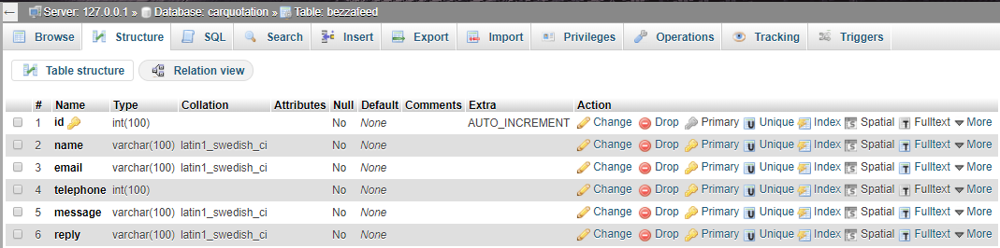 Server: 127.0.0.1 » Database: carquotation » Table: bezzafeed
Browse Structure SQL Search Insert Export Import Privileges Operations Tracking Triggers
Table structure Relation view
# Name Type Collation Attributes Null Default Comments Extra Action
1 id int(100) No None AUTO_INCREMENT Change Drop Primary Unique Index Spatial Fulltext More
2 name varchar(100) latin1_swedish_ci No None Change Drop Primary Unique Index Spatial Fulltext More
3 email varchar(100) latin1_swedish_ci No None Change Drop Primary Unique Index Spatial Fulltext More
4 telephone int(100) No None Change Drop Primary Unique Index Spatial Fulltext More
5 message varchar(100) latin1_swedish_ci No None Change Drop Primary Unique Index Spatial Fulltext More
6 reply varchar(100) latin1_swedish_ci No None Change Drop Primary Unique Index Spatial Fulltext More